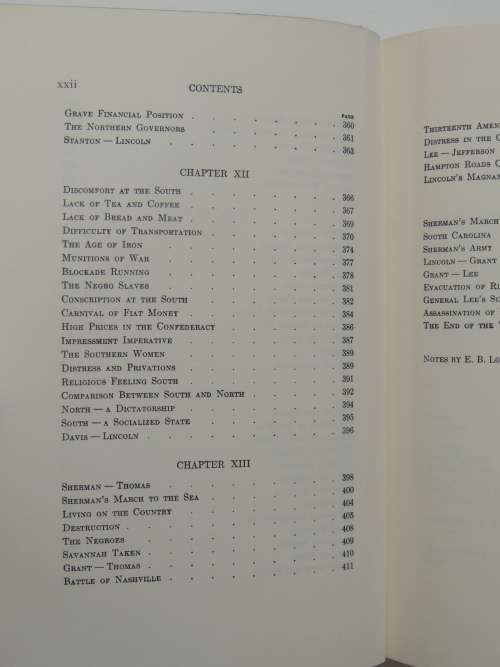 xxii CONTENTS
PAGE
Grave Financial Position . . . . . . . . 360
The Northern Governors . . . . . . . . 361
Stanton — Lincoln . . . . . . . . 363
CHAPTER XII
Discomfort at the South . . . . . . . . 366
Lack of Tea and Coffee . . . . . . . . 367
Lack of Bread and Meat . . . . . . . . 369
Difficulty of Transportation . . . . . . 370
The Age of Iron . . . . . . . . 374
Munitions of War . . . . . . . . 377
Blockade Running . . . . . . . . 378
The Negro Slaves . . . . . . . . 381
Conscription at the South . . . . . . . 382
Carnival of Fiat Money . . . . . . . . 384
High Prices in the Confederacy . . . . . . 386
Impressment Imperative . . . . . . . . 387
The Southern Women . . . . . . . . 389
Distress and Privations . . . . . . . . 389
Religious Feeling South . . . . . . . . 391
Comparison Between South and North . . . . . 392
North — a Dictatorship . . . . . . . . 394
South — a Socialized State . . . . . . . 395
Davis — Lincoln . . . . . . . . . 396
CHAPTER XIII
Sherman — Thomas . . . . . . . . 398
Sherman's March to the Sea . . . . . . . 400
Living on the Country . . . . . . . . 404
Destruction . . . . . . . . . . 405
The Negroes . . . . . . . . . 408
Savannah Taken . . . . . . . . . 409
Grant — Thomas . . . . . . . . . 410
Battle of Nashville . . . . . . . . 411
Thirteenth
Distress in the
Lee — Jefferson
Hampton Roads
Lincoln's
Sherman's March
South Carolina
Sherman's Army
Lincoln — Grant
Grant — Lee
Evacuation of
General Lee's
Assassination of
The End of the
Notes by E. B.